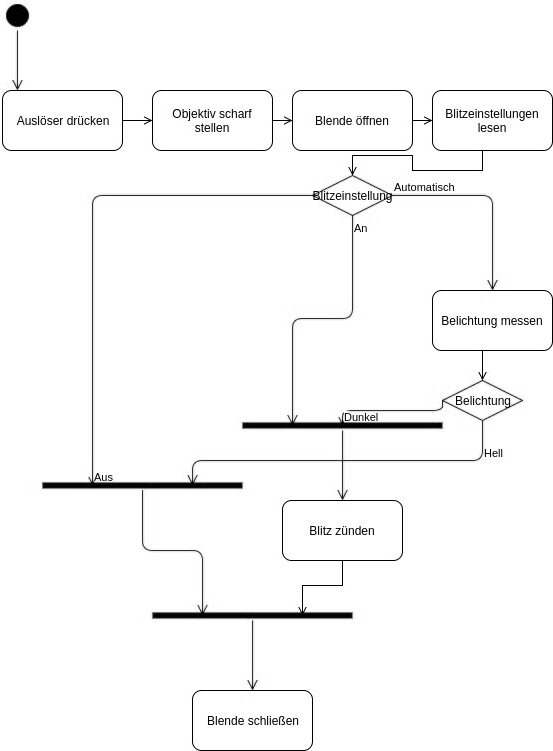 Auslöser drücken
Objektiv scharf
stellen
Blende öffnen
Blitzeinstellungen
lesen
Blitzeinstellung
Automatisch
An
Belichtung messen
Belichtung
Dunkel
Hell
Aus
Blitz zünden
Blende schließen